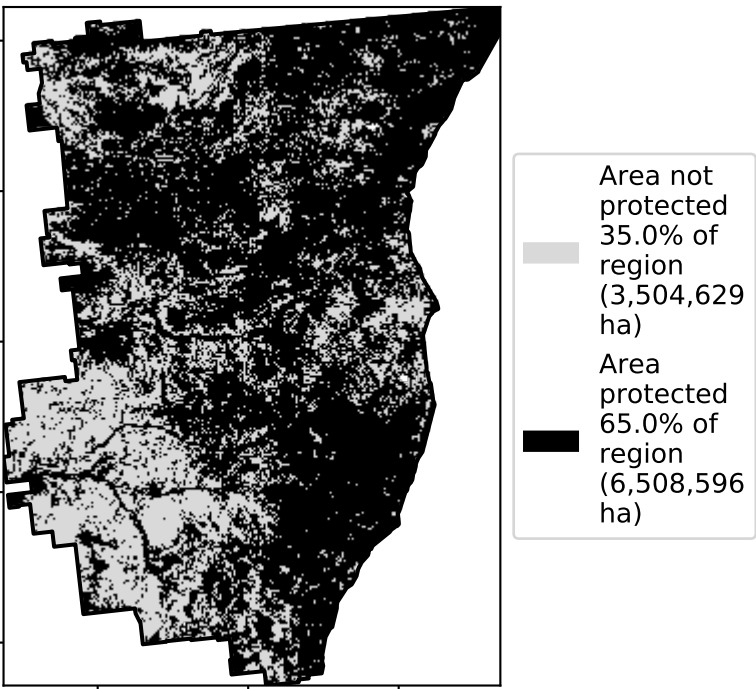 Area not
protected
35.0% of
region
(3,504,629
ha)
Area
protected
65.0% of
region
(6,508,596
ha)